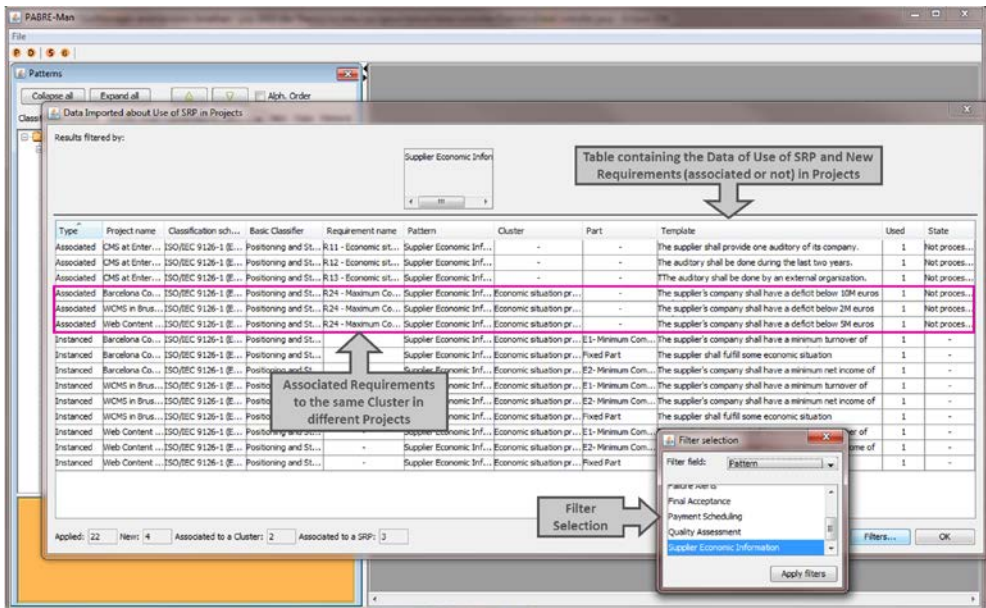 PABRE-Man
File
P D S C
Patterns
Collapse all Expand all Alph. Order
Data Imported about Use of SRP in Projects
Results filtered by:
Supplier Economic Infor
Table containing the Data of Use of SRP and New
Requirements (associated or not) in Projects
Type Project name Classification sch... Basic Classifier Requirement name Pattern Cluster Part Template Used State
Associated CMS at Enter... ISO/IEC 9126-1 (E... Positioning and St... R11 - Economic sit... Supplier Economic Inf... - - The supplier shall provide one auditory of its company. 1 Not proces...
Associated CMS at Enter... ISO/IEC 9126-1 (E... Positioning and St... R12 - Economic sit... Supplier Economic Inf... - - The auditory shall be done during the last two years. 1 Not proces...
Associated CMS at Enter... ISO/IEC 9126-1 (E... Positioning and St... R13 - Economic sit... Supplier Economic Inf... - - TThe auditory shall be done by an external organization. 1 Not proces...
Associated Barcelona Co... ISO/IEC 9126-1 (E... Positioning and St... R24 - Maximum Co... Supplier Economic Inf... Economic situation pr... - The supplier's company shall have a deficit below 10M euros 1 Not proces...
Associated WCMS in Brus... ISO/IEC 9126-1 (E... Positioning and St... R24 - Maximum Co... Supplier Economic Inf... Economic situation pr... - The supplier's company shall have a deficit below 2M euros 1 Not proces...
Associated Web Content ... ISO/IEC 9126-1 (E... Positioning and St... R24 - Maximum Co... Supplier Economic Inf... Economic situation pr... - The supplier's company shall have a deficit below 5M euros 1 Not proces...
Instanced Barcelona Co... ISO/IEC 9126-1 (E... Positioning and St... Supplier Economic Inf... Economic situation pr... E1- Minimum Com... The supplier's company shall have a minimum turnover of 1 -
Instanced Barcelona Co... ISO/IEC 9126-1 (E... Positioning and St... Economic Inf... Economic situation pr... Fixed Part The supplier shall fulfill some economic situation 1 -
Instanced Barcelona Co... ISO/IEC 9126-1 (E... Positioning and St... Economic Inf... Economic situation pr... E2- Minimum Com... The supplier's company shall have a minimum net income of 1 -
Instanced WCMS in Brus... ISO/IEC 9126-1 (E... Economic Inf... Economic situation pr... E1- Minimum Com... The supplier's company shall have a minimum turnover of 1 -
Instanced WCMS in Brus... ISO/IEC 9126-1 (E... Economic Inf... Economic situation pr... E2- Minimum Com... The supplier's company shall have a minimum net income of 1 -
Instanced WCMS in Brus... ISO/IEC 9126-1 (E... Economic Inf... Economic situation pr... Fixed Part The supplier shall fulfill some economic situation 1 -
Instanced Web Content ... ISO/IEC 9126-1 (E... Positioning and St... Economic Inf... Economic situation pr... E1- Minimum Com... The supplier's company er of 1 -
Instanced Web Content ... ISO/IEC 9126-1 (E... Positioning and St... - Supplier Economic Inf... Economic situation pr... E2- Minimum Com... The supplier's company ome of 1 -
Instanced Web Content ... ISO/IEC 9126-1 (E... Positioning and St... - Supplier Economic Inf... Economic situation pr... Fixed Part The supplier shall fulfill 1 -
Associated Requirements
to the same Cluster in
different Projects
Filter selection
Filter field: Pattern
Failure Alerts
Final Acceptance
Payment Scheduling
Quality Assessment
Supplier Economic Information
Apply filters
Filter
Selection
Applied: 22 New: 4 Associated to a Cluster: 2 Associated to a SRP: 3 Filters... OK